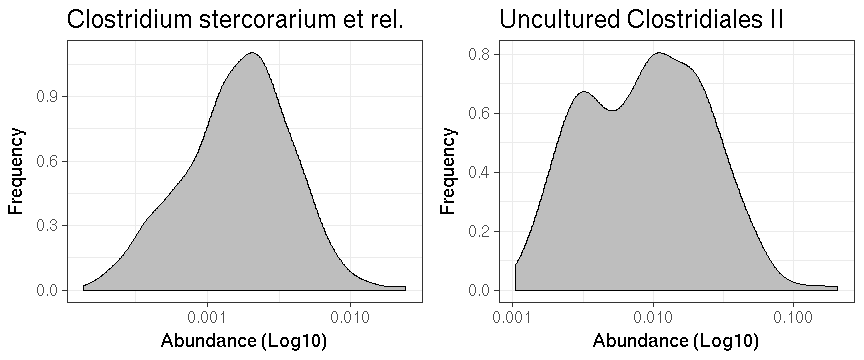 Clostridium stercorarium et rel.
Frequency
0.9
0.6
0.3
0.0
0.001 0.010
Abundance (Log10)
Uncultured Clostridiales II
Frequency
0.8
0.6
0.4
0.2
0.0
0.001 0.010 0.100
Abundance (Log10)